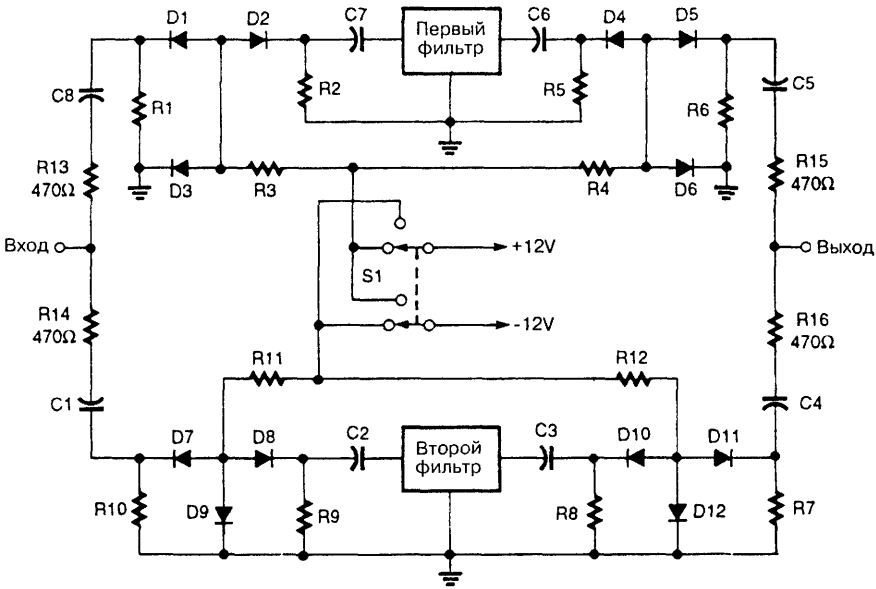 D1
D2
C7
Первый
фильтр
C6
D4
D5
C8
R1
R2
R5
R6
C5
R13
470Ω
D3
R3
R4
D6
R15
470Ω
Вход
S1
+12V
-12V
Выход
R14
470Ω
R16
470Ω
R11
R12
C1
C4
D7
D8
C2
Второй
фильтр
C3
D10
D11
R10
D9
R9
R8
D12
R7